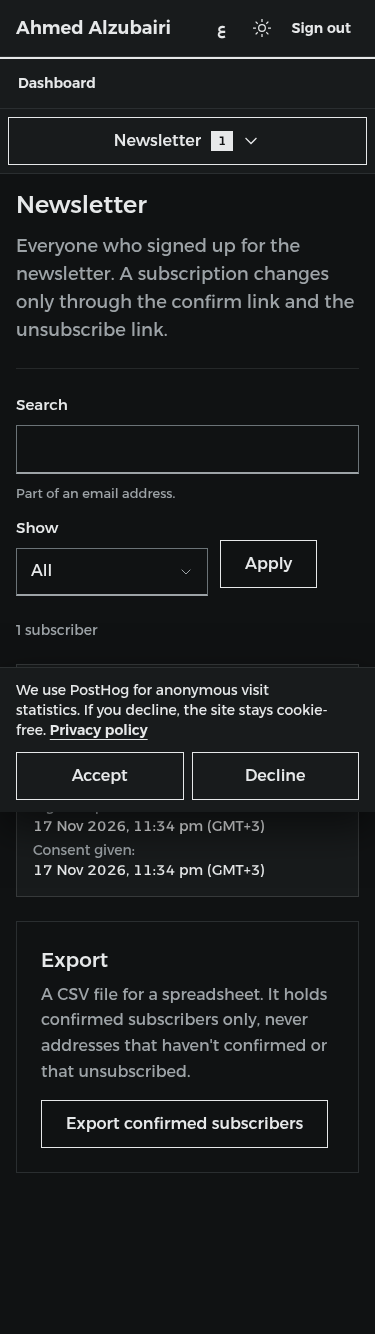 Ahmed Alzubairi
ع
Sign out
Dashboard
Newsletter 1
Newsletter
Everyone who signed up for the
newsletter. A subscription changes
only through the confirm link and the
unsubscribe link.
Search
Part of an email address.
Show
All
Apply
1 subscriber
We use PostHog for anonymous visit
statistics. If you decline, the site stays cookie-
free. Privacy policy
Accept
Decline
17 Nov 2026, 11:34 pm (GMT+3)
Consent given:
17 Nov 2026, 11:34 pm (GMT+3)
Export
A CSV file for a spreadsheet. It holds
confirmed subscribers only, never
addresses that haven't confirmed or
that unsubscribed.
Export confirmed subscribers